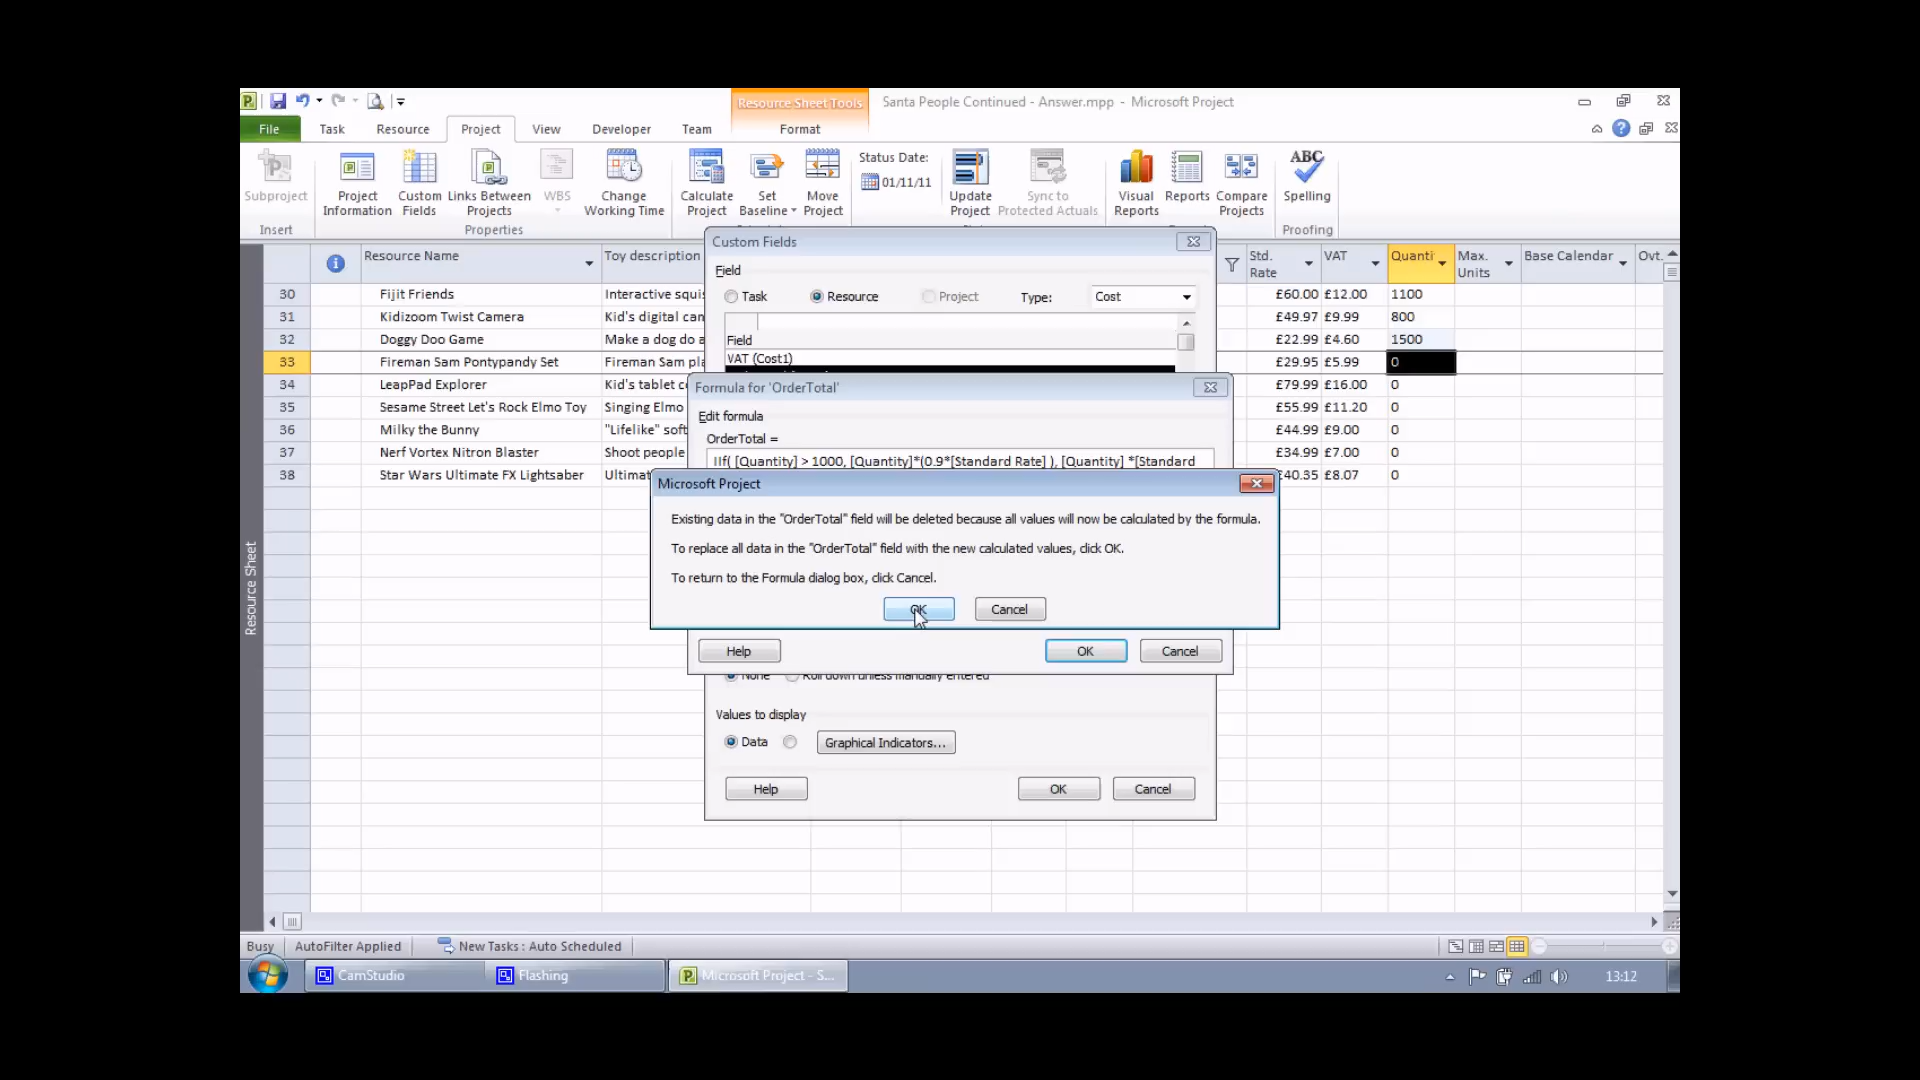 Resource Sheet Tools
Santa People Continued - Answer.mpp - Microsoft Project
File Task Resource Project View Developer Team Format
Subproject
Project Information
Custom Fields
Links Between Projects
WBS
Change Working Time
Calculate Project
Set Baseline
Move Project
Status Date:
01/11/11
Update Project
Sync to Protected Actuals
Visual Reports
Reports
Compare Projects
ABC
Spelling
Insert
Properties
Proofing
Custom Fields
Resource Name Toy description Std. Rate VAT Quanti Max. Units Base Calendar Ovt.
30 Fijit Friends Interactive squis £60.00 £12.00 1100
31 Kidizoom Twist Camera Kid's digital can £49.97 £9.99 800
32 Doggy Doo Game Make a dog do a £22.99 £4.60 1500
33 Fireman Sam Pontypandy Set Fireman Sam pl £29.95 £5.99 0
34 LeapPad Explorer Kid's tablet c £79.99 £16.00 0
35 Sesame Street Let's Rock Elmo Toy Singing Elmo £55.99 £11.20 0
36 Milky the Bunny "Lifelike" soft £44.99 £9.00 0
37 Nerf Vortex Nitron Blaster Shoot people £34.99 £7.00 0
38 Star Wars Ultimate FX Lightsaber Ultimat £40.35 £8.07 0
Resource Sheet
Field
Task Resource Project Type: Cost
Field
VAT (Cost1)
Formula for 'OrderTotal'
Edit formula
OrderTotal =
IIf( [Quantity] > 1000, [Quantity]*(0.9*[Standard Rate] ), [Quantity] *[Standard
Microsoft Project
Existing data in the "OrderTotal" field will be deleted because all values will now be calculated by the formula.
To replace all data in the "OrderTotal" field with the new calculated values, click OK.
To return to the Formula dialog box, click Cancel.
OK Cancel
Help OK Cancel
None Roll down unless manually entered
Values to display
Data Graphical Indicators...
Help OK Cancel
Busy AutoFilter Applied New Tasks : Auto Scheduled
CamStudio Flashing Microsoft Project - S... 13:12